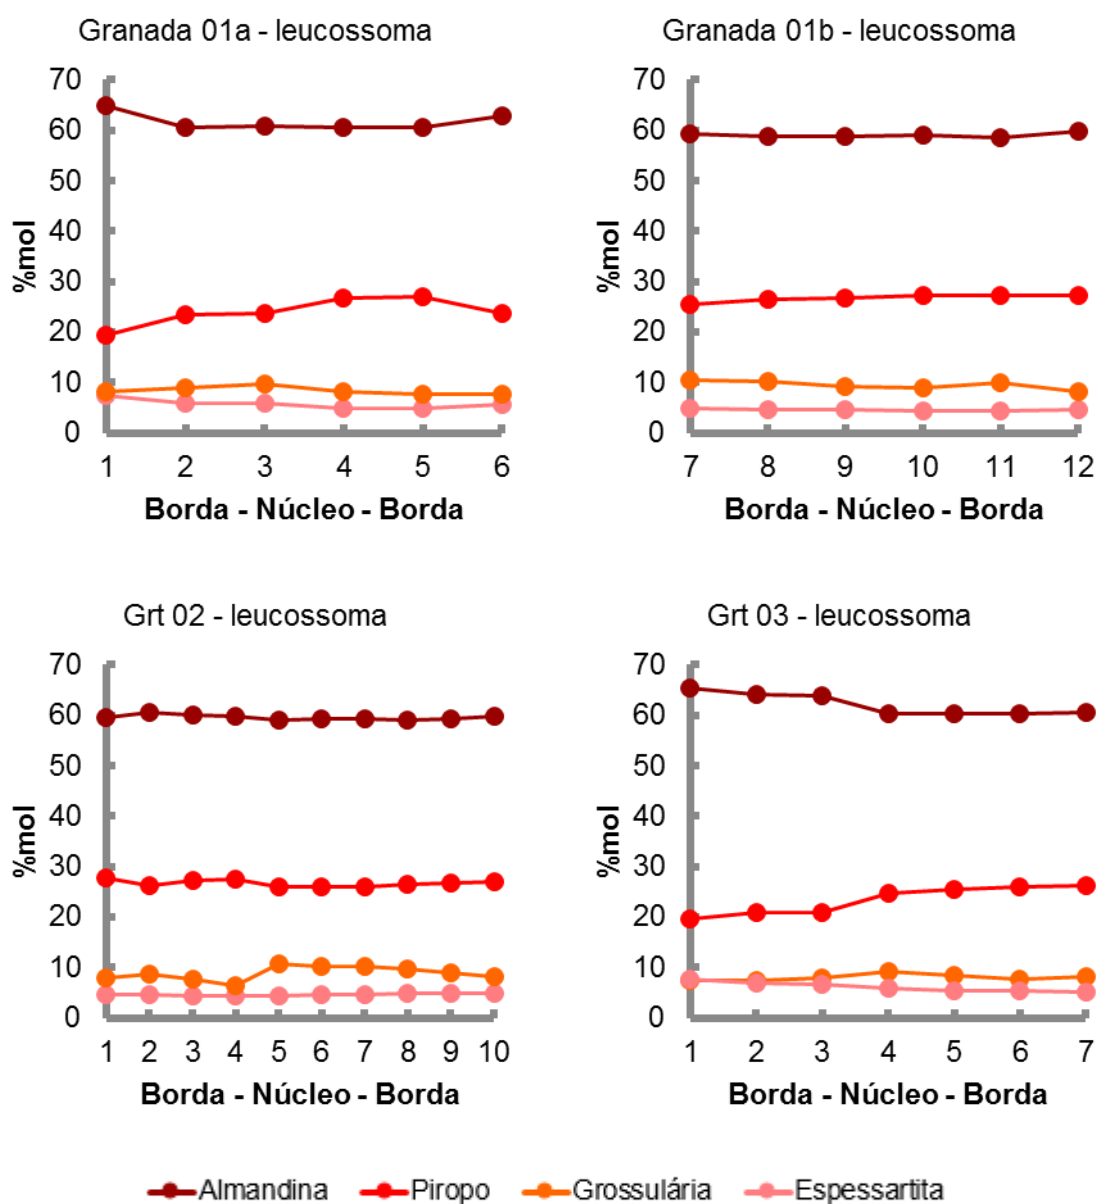 Granada 01a - leucossoma
70
60
50
40
30
20
10
0
%mol
1 2 3 4 5 6
Borda - Núcleo - Borda
Granada 01b - leucossoma
70
60
50
40
30
20
10
0
%mol
7 8 9 10 11 12
Borda - Núcleo - Borda
Grt 02 - leucossoma
70
60
50
40
30
20
10
0
%mol
1 2 3 4 5 6 7 8 9 10
Borda - Núcleo - Borda
Grt 03 - leucossoma
70
60
50
40
30
20
10
0
%mol
1 2 3 4 5 6 7
Borda - Núcleo - Borda
Almandina Piropo Grossulária Espessartita